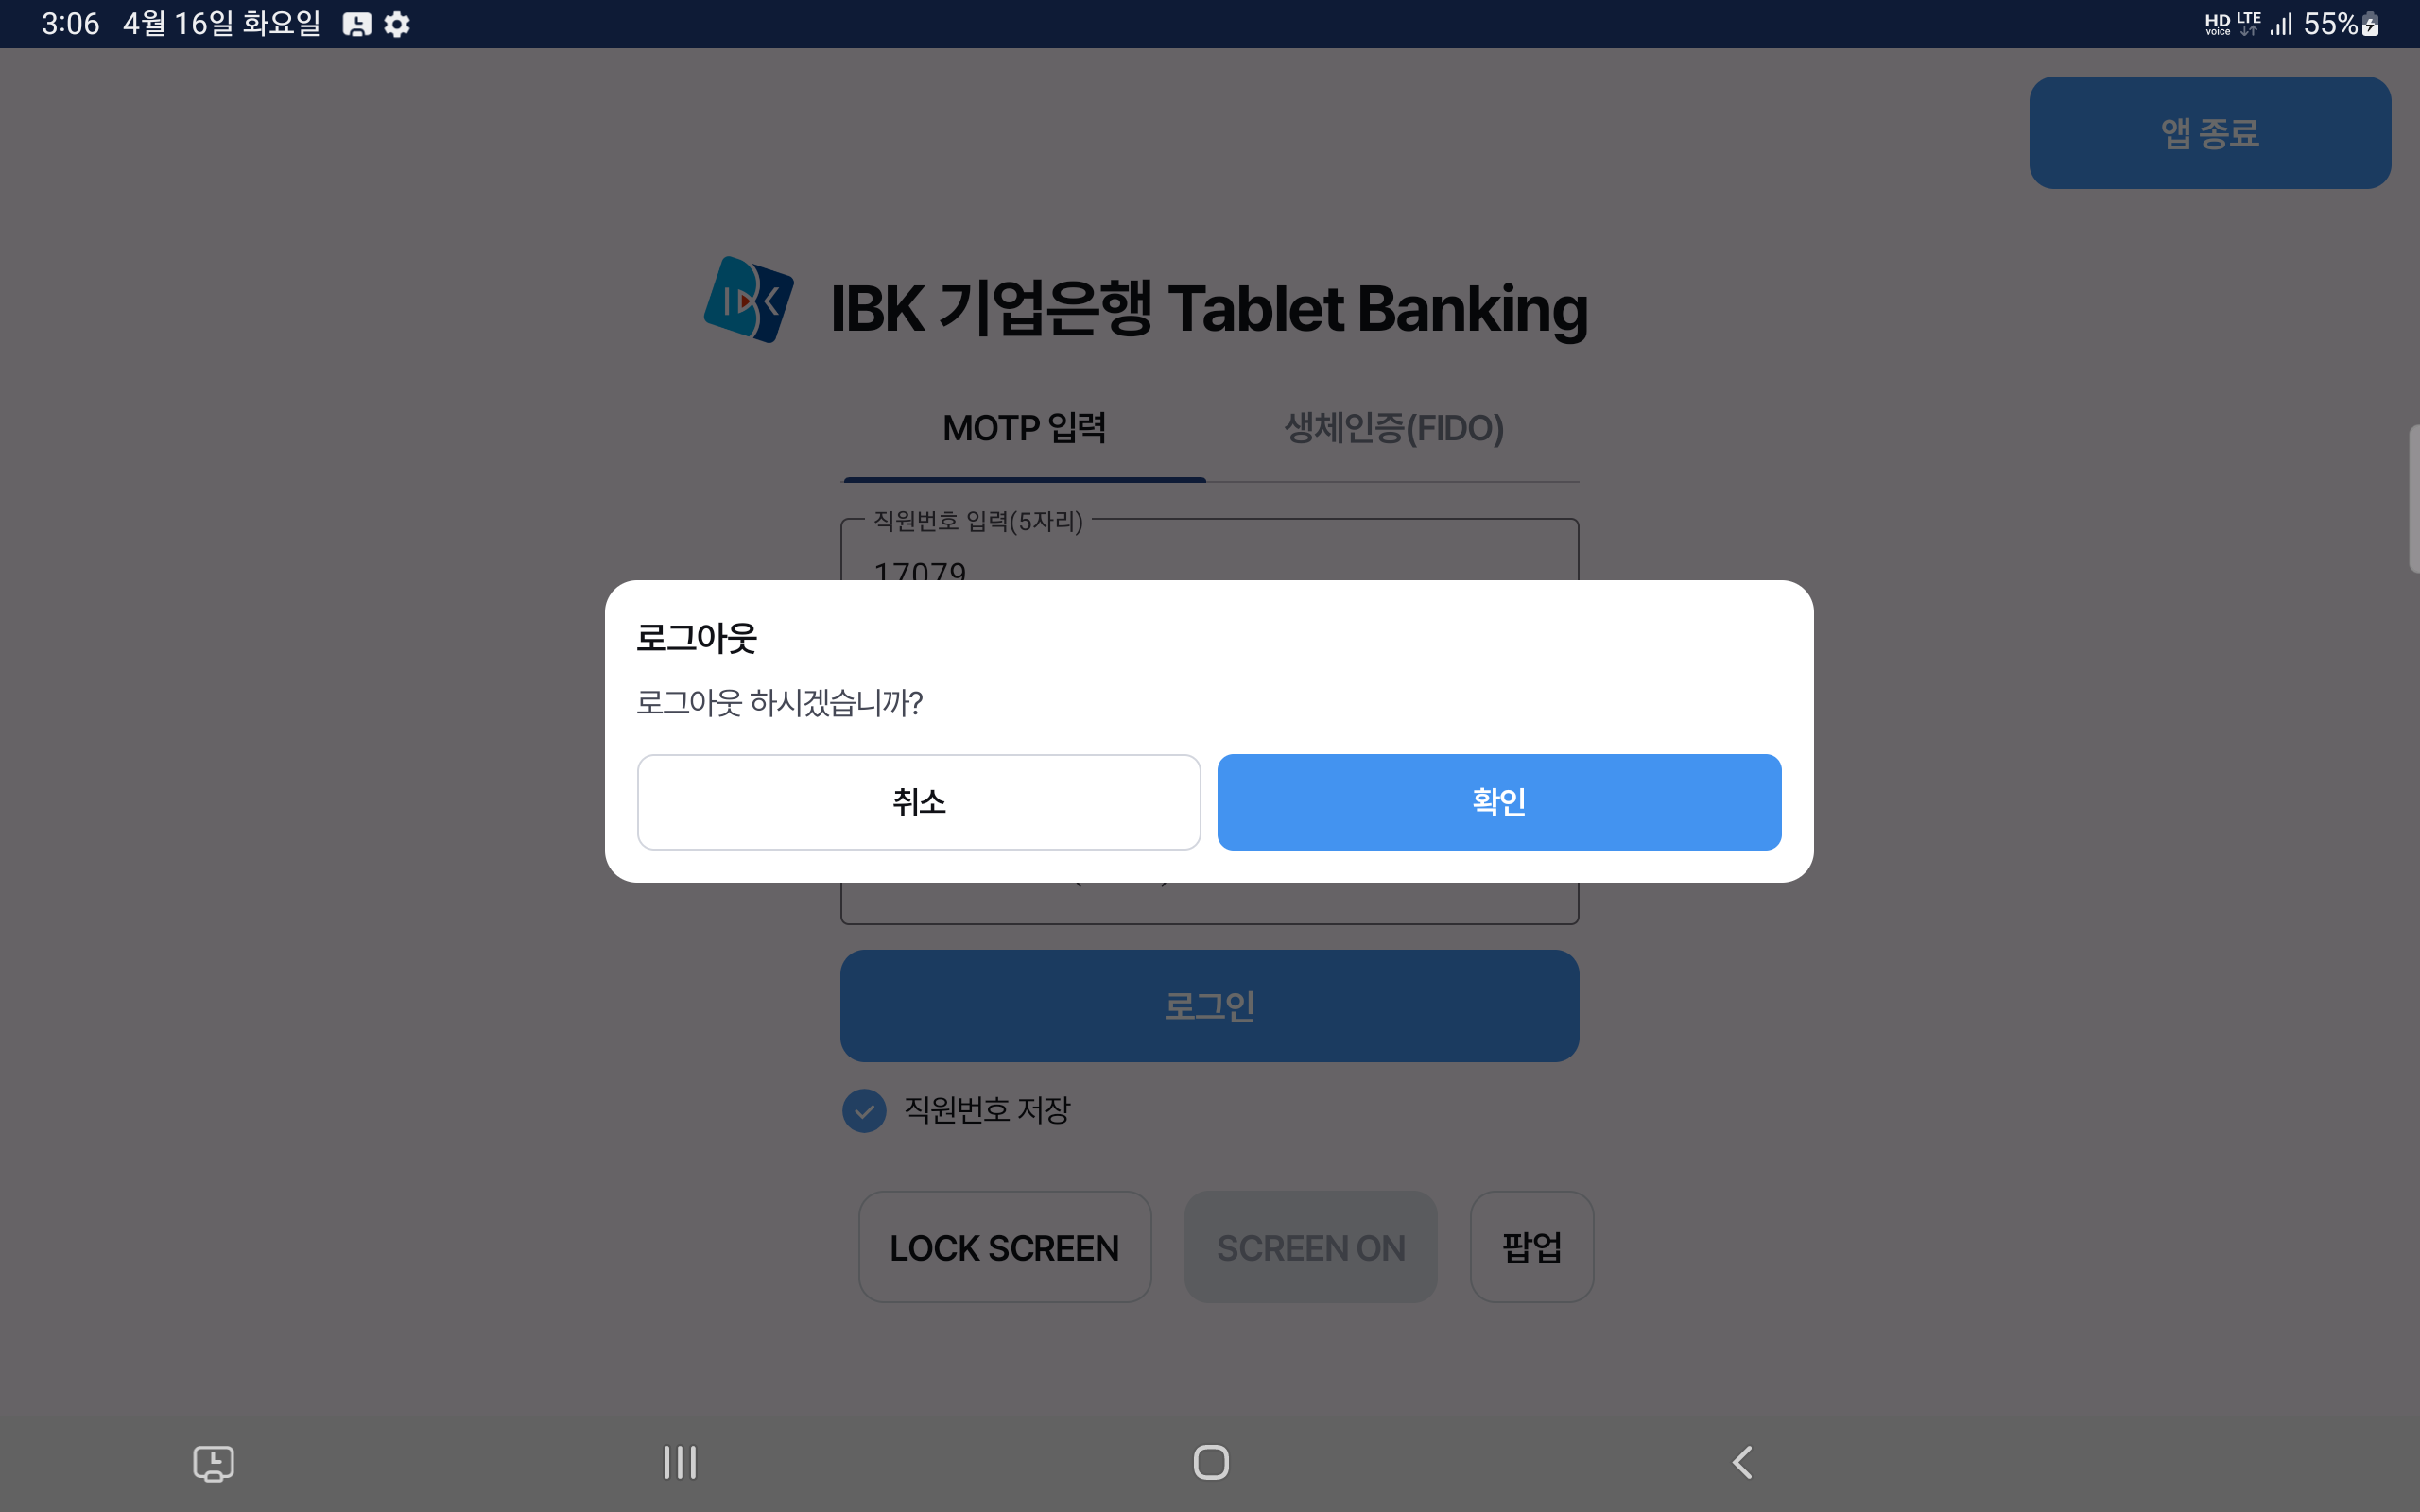 3:06 4월 16일 화요일
HD voice LTE 55%
앱 종료
IBK
IBK 기업은행 Tablet Banking
MOTP 입력 생체인증(FIDO)
직원번호 입력(5자리)
17079
로그아웃
로그아웃 하시겠습니까?
취소 확인
로그인
직원번호 저장
LOCK SCREEN SCREEN ON 팝업